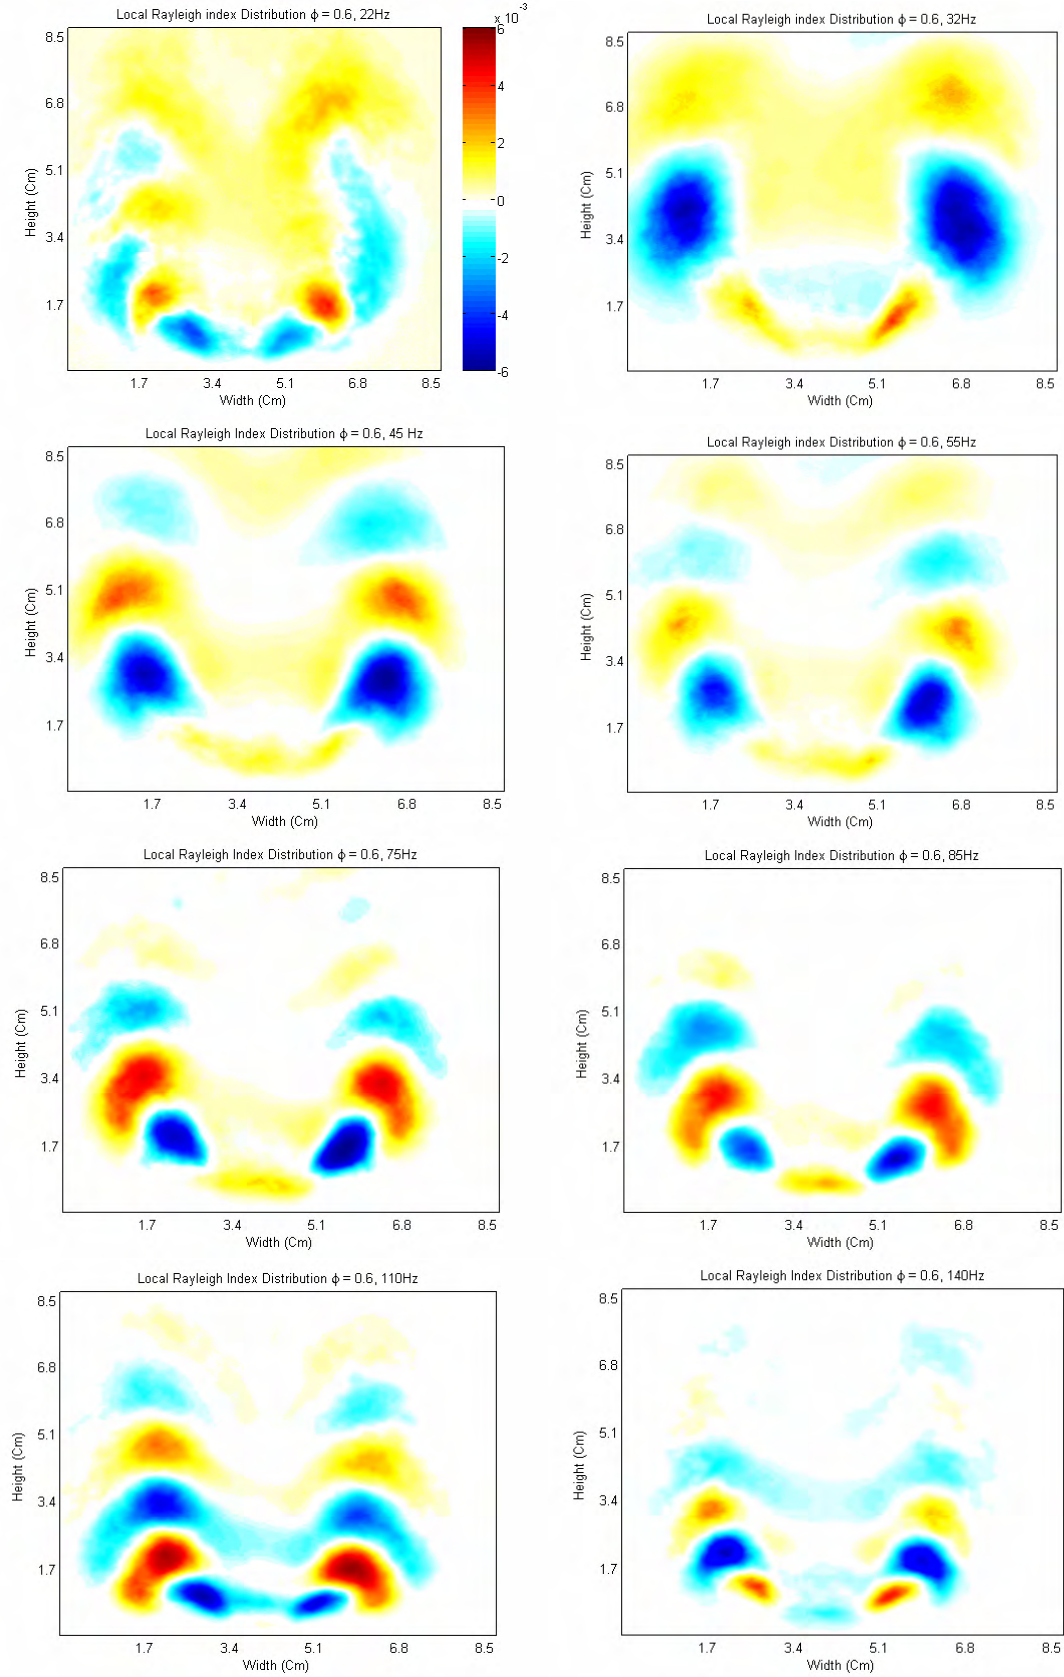 Local Rayleigh index Distribution ϕ = 0.6, 22Hz
x 10⁻³
8.5
6.8
5.1
3.4
1.7
Height (Cm)
1.7 3.4 5.1 6.8 8.5
Width (Cm)
6
4
2
0
-2
-4
-6
Local Rayleigh index Distribution ϕ = 0.6, 32Hz
8.5
6.8
5.1
3.4
1.7
Height (Cm)
1.7 3.4 5.1 6.8 8.5
Width (Cm)
Local Rayleigh Index Distribution ϕ = 0.6, 45 Hz
8.5
6.8
5.1
3.4
1.7
Height (Cm)
1.7 3.4 5.1 6.8 8.5
Width (Cm)
Local Rayleigh index Distribution ϕ = 0.6, 55Hz
8.5
6.8
5.1
3.4
1.7
Height (Cm)
1.7 3.4 5.1 6.8 8.5
Width (Cm)
Local Rayleigh Index Distribution ϕ = 0.6, 75Hz
8.5
6.8
5.1
3.4
1.7
Height (Cm)
1.7 3.4 5.1 6.8 8.5
Width (Cm)
Local Rayleigh Index Distribution ϕ = 0.6, 85Hz
8.5
6.8
5.1
3.4
1.7
Height (Cm)
1.7 3.4 5.1 6.8 8.5
Width (Cm)
Local Rayleigh Index Distribution ϕ = 0.6, 110Hz
8.5
6.8
5.1
3.4
1.7
Height (Cm)
1.7 3.4 5.1 6.8 8.5
Width (Cm)
Local Rayleigh Index Distribution ϕ = 0.6, 140Hz
8.5
6.8
5.1
3.4
1.7
Height (Cm)
1.7 3.4 5.1 6.8 8.5
Width (Cm)